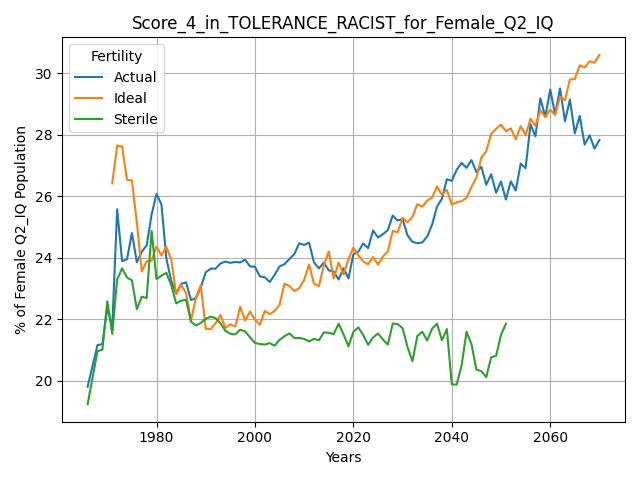 Score_4_in_TOLERANCE_RACIST_for_Female_Q2_IQ
Fertility
Actual
Ideal
Sterile
% of Female Q2_IQ Population
30
28
26
24
22
20
1980
2000
2020
2040
2060
Years